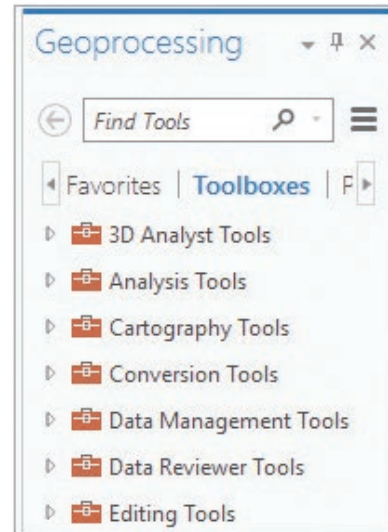 Geoprocessing
Find Tools
Favorites | Toolboxes | P
3D Analyst Tools
Analysis Tools
Cartography Tools
Conversion Tools
Data Management Tools
Data Reviewer Tools
Editing Tools